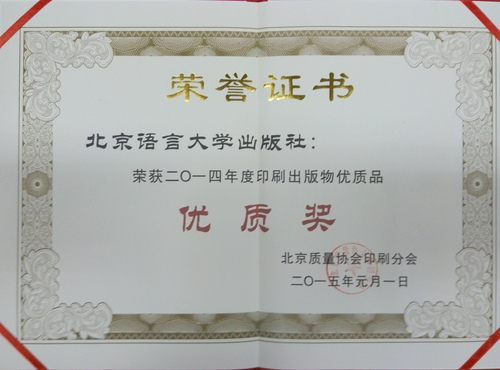 荣誉证书
北京语言大学出版社：
荣获二〇一四年度印刷出版物优质品
优质奖
北京质量协会印刷分会
二〇一五年元月一日